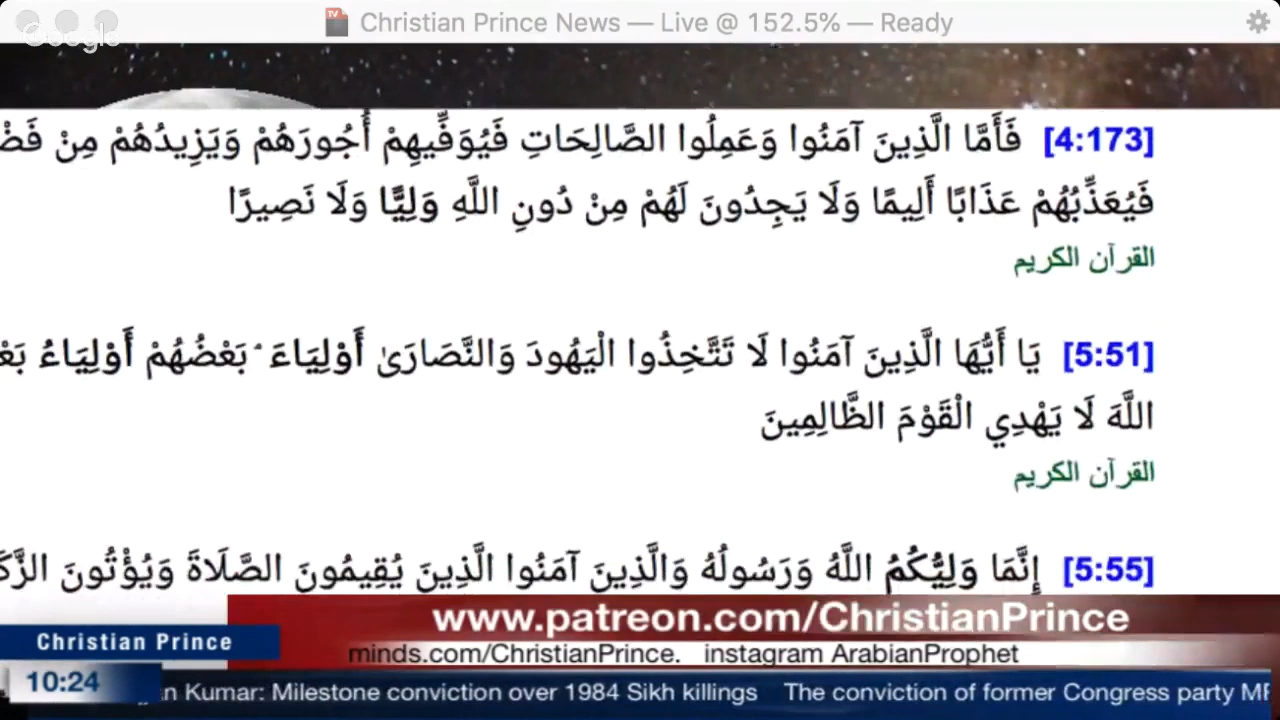 Christian Prince News — Live @ 152.5% — Ready
Google
[4:173] فَأَمَّا الَّذِينَ آمَنُوا وَعَمِلُوا الصَّالِحَاتِ فَيُوَفِّيهِمْ أُجُورَهُمْ وَيَزِيدُهُمْ مِنْ
فَيُعَذِّبُهُمْ عَذَابًا أَلِيمًا وَلَا يَجِدُونَ لَهُمْ مِنْ دُونِ اللَّهِ وَلِيًّا وَلَا نَصِيرًا
القرآن الكريم
[5:51] يَا أَيُّهَا الَّذِينَ آمَنُوا لَا تَتَّخِذُوا الْيَهُودَ وَالنَّصَارَىٰ أَوْلِيَاءَ ۘ بَعْضُهُمْ أَوْلِيَاءُ
اللَّهَ لَا يَهْدِي الْقَوْمَ الظَّالِمِينَ
القرآن الكريم
[5:55] إِنَّمَا وَلِيُّكُمُ اللَّهُ وَرَسُولُهُ وَالَّذِينَ آمَنُوا الَّذِينَ يُقِيمُونَ الصَّلَاةَ وَيُؤْتُونَ
www.patreon.com/ChristianPrince
Christian Prince
minds.com/ChristianPrince. instagram ArabianProphet
10:24
Kumar: Milestone conviction over 1984 Sikh killings The conviction of former Congress party